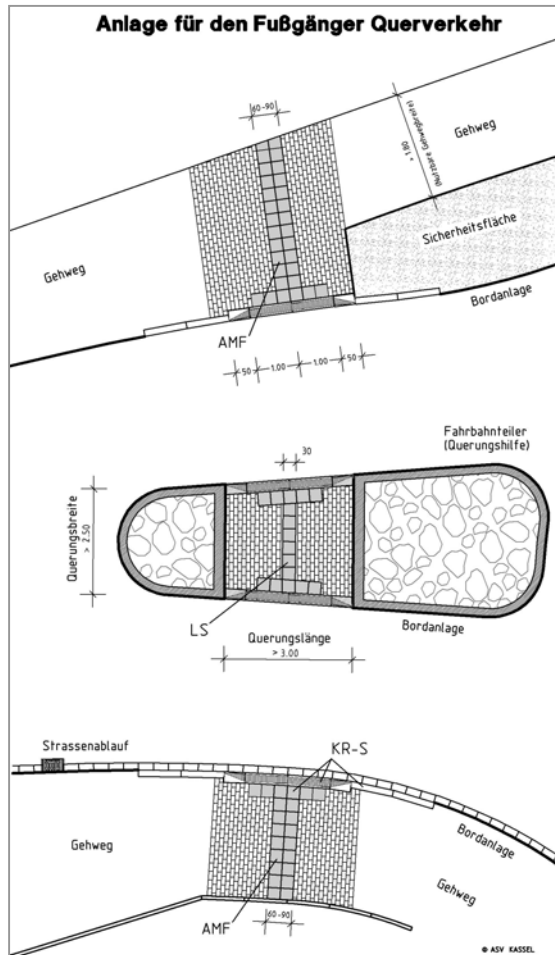 Anlage für den Fußgänger Querverkehr
60-90
Gehweg
> 1.80
(Nutzbare Gehwegbreite)
Sicherheitsfläche
Gehweg
Bordanlage
AMF
50
1.00
1.00
50
Fahrbahnteiler
(Querungshilfe)
30
Querungsbreite
> 2.50
LS
Bordanlage
Querungslänge
> 3.00
Strassenablauf
KR-S
Bordanlage
Gehweg
Gehweg
AMF
60-90
© ASV KASSEL